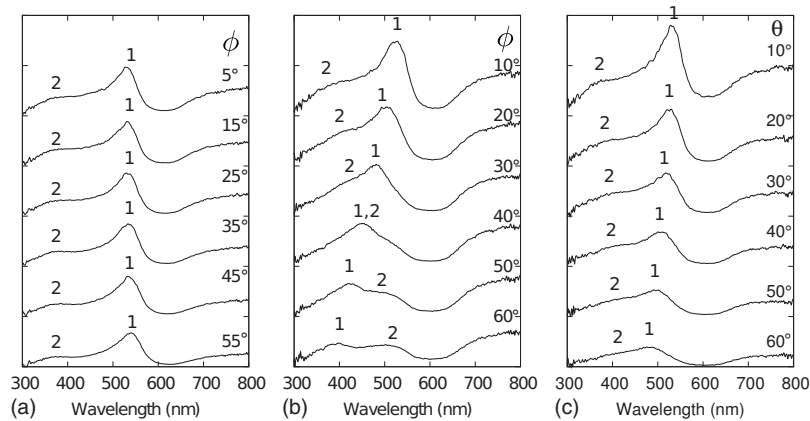 1 ϕ
2 5°
1
2 15°
1
2 25°
1
2 35°
1
2 45°
1
2 55°
300 400 500 600 700 800
(a) Wavelength (nm)
1 ϕ
2 10°
1 20°
2
1 30°
2
1,2 40°
1 2 50°
1 2 60°
300 400 500 600 700 800
(b) Wavelength (nm)
1 θ
2 10°
1
2 20°
1
2 30°
1
2 40°
1
2 50°
1
2 60°
300 400 500 600 700 800
(c) Wavelength (nm)